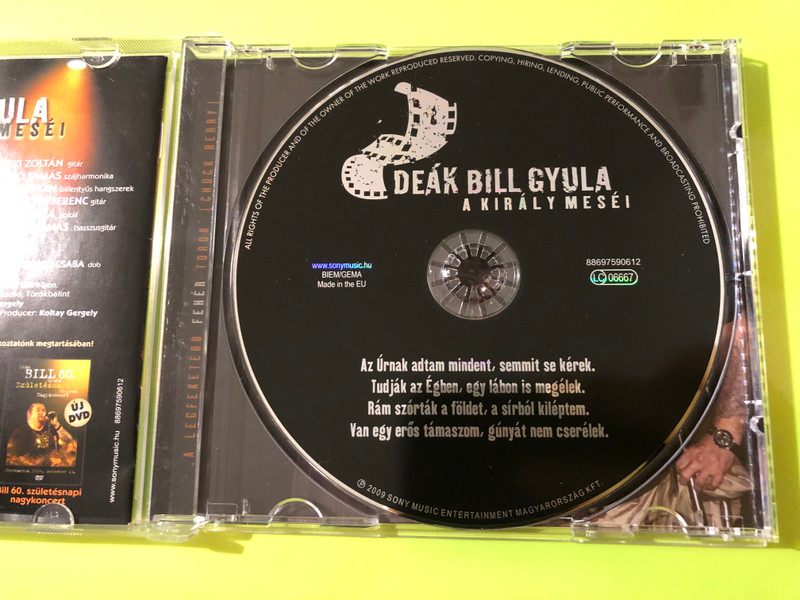 ULA
MESÉI
ZOLTÁN gitár
TAMÁS szájharmonika
billentyűs hangszerek
FERENC gitár
vokál
basszusgitár
CSABA dob
Törökbálint
Producer: Koltay Gergely
megtartásában!
BILL 60.
Születésnapi
Nagykoncert
ÚJ
DVD
Bill 60. születésnapi
nagykoncert
www.sonymusic.hu 88697590612
A LEGFEKETÉBB FEHÉR TOROK (CHUCK BERRY)
ALL RIGHTS OF THE PRODUCER AND OF THE OWNER OF THE WORK REPRODUCED RESERVED. COPYING, HIRING, LENDING, PUBLIC PERFORMANCE AND BROADCASTING PROHIBITED
DEÁK BILL GYULA
A KIRÁLY MESÉI
www.sonymusic.hu
BIEM/GEMA
Made in the EU
88697590612
LC 06667
Az Úrnak adtam mindent, semmit se kérek.
Tudják az Égben, egy lábon is megélek.
Rám szórták a földet, a sírból kiléptem.
Van egy erős támaszom, gúnyát nem cserélek.
℗ 2009 SONY MUSIC ENTERTAINMENT MAGYARORSZÁG KFT.